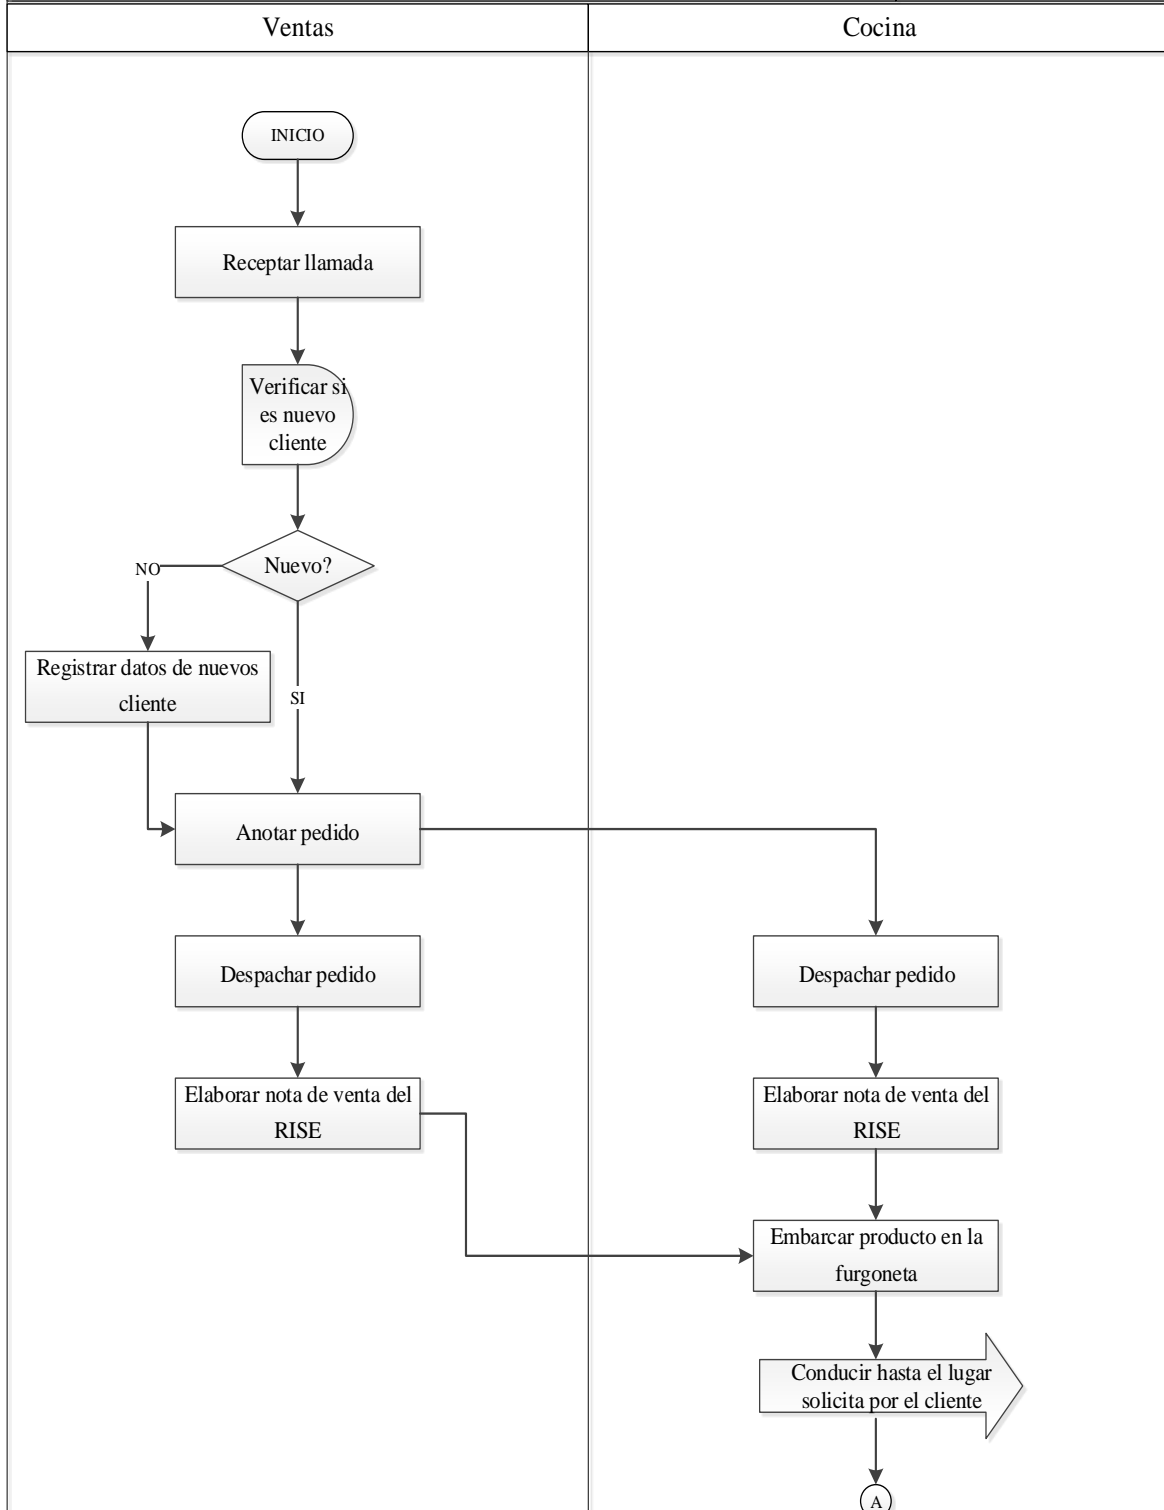 Ventas
Cocina
INICIO
Receptar llamada
Verificar si
es nuevo
cliente
Nuevo?
NO
Registrar datos de nuevos
cliente
SI
Anotar pedido
Despachar pedido
Despachar pedido
Elaborar nota de venta del
RISE
Elaborar nota de venta del
RISE
Embarcar producto en la
furgoneta
Conducir hasta el lugar
solicita por el cliente
A